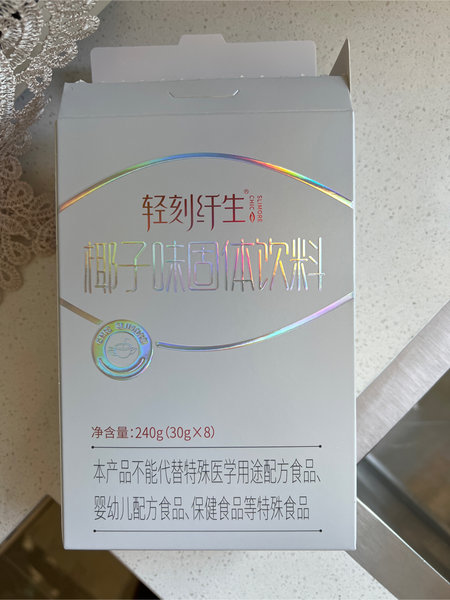 轻刻纤生
©
SLIMORE
CHIC
椰子味固体饮料
净含量：240g（30g×8）
本产品不能代替特殊医学用途配方食品、
婴幼儿配方食品、保健食品等特殊食品